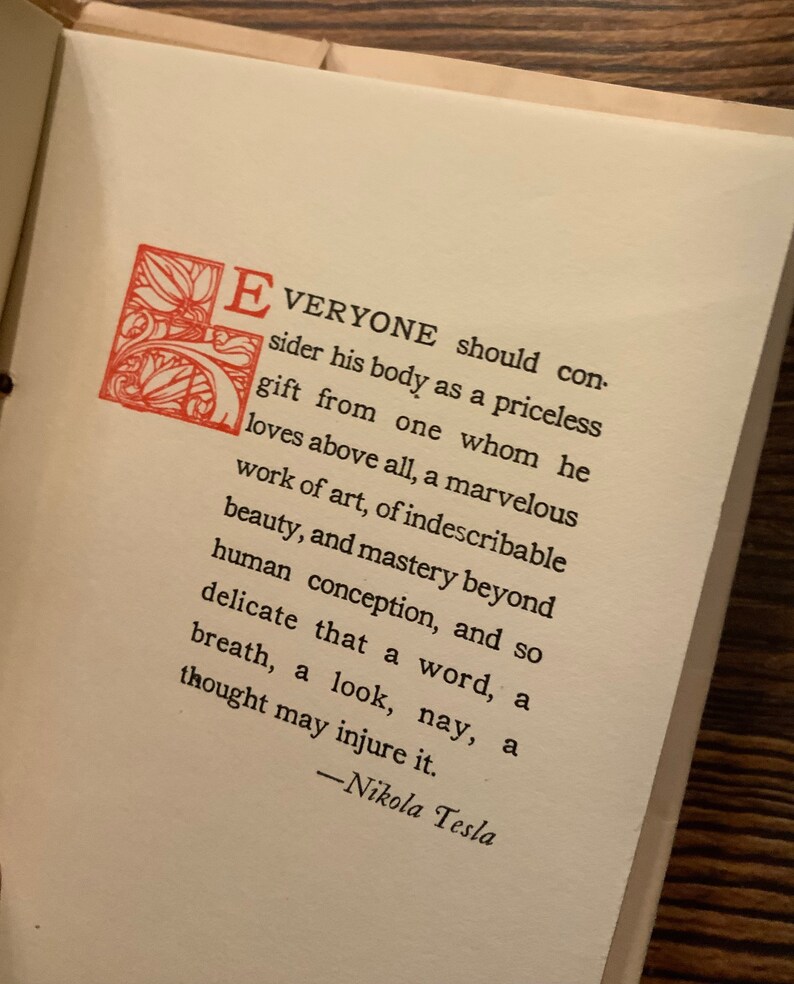 EVERYONE should con-
sider his body as a priceless
gift from one whom he
loves above all, a marvelous
work of art, of indescribable
beauty, and mastery beyond
human conception, and so
delicate that a word, a
breath, a look, nay, a
thought may injure it.
—Nikola Tesla